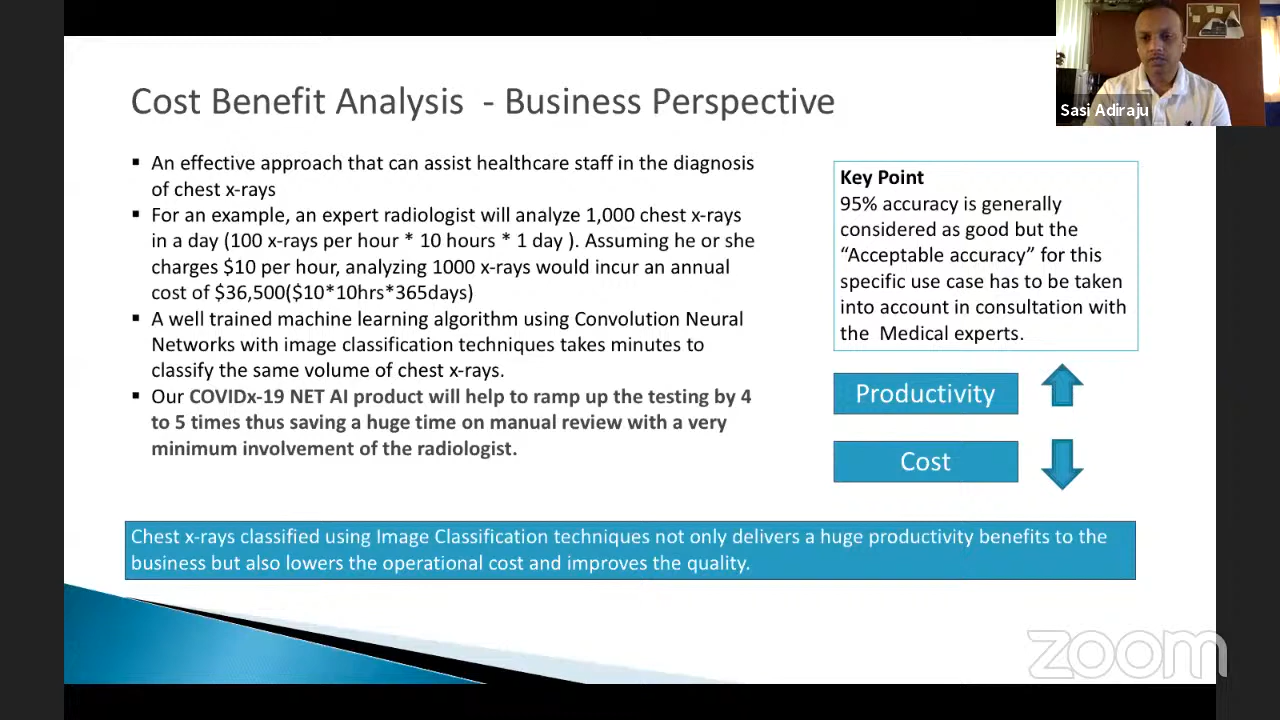 Cost Benefit Analysis - Business Perspective
Sasi Adiraju
▪ An effective approach that can assist healthcare staff in the diagnosis
of chest x-rays
▪ For an example, an expert radiologist will analyze 1,000 chest x-rays
in a day (100 x-rays per hour * 10 hours * 1 day ). Assuming he or she
charges $10 per hour, analyzing 1000 x-rays would incur an annual
cost of $36,500($10*10hrs*365days)
▪ A well trained machine learning algorithm using Convolution Neural
Networks with image classification techniques takes minutes to
classify the same volume of chest x-rays.
▪ Our COVIDx-19 NET AI product will help to ramp up the testing by 4
to 5 times thus saving a huge time on manual review with a very
minimum involvement of the radiologist.
Key Point
95% accuracy is generally
considered as good but the
“Acceptable accuracy” for this
specific use case has to be taken
into account in consultation with
the Medical experts.
Productivity
Cost
Chest x-rays classified using Image Classification techniques not only delivers a huge productivity benefits to the
business but also lowers the operational cost and improves the quality.
zoom